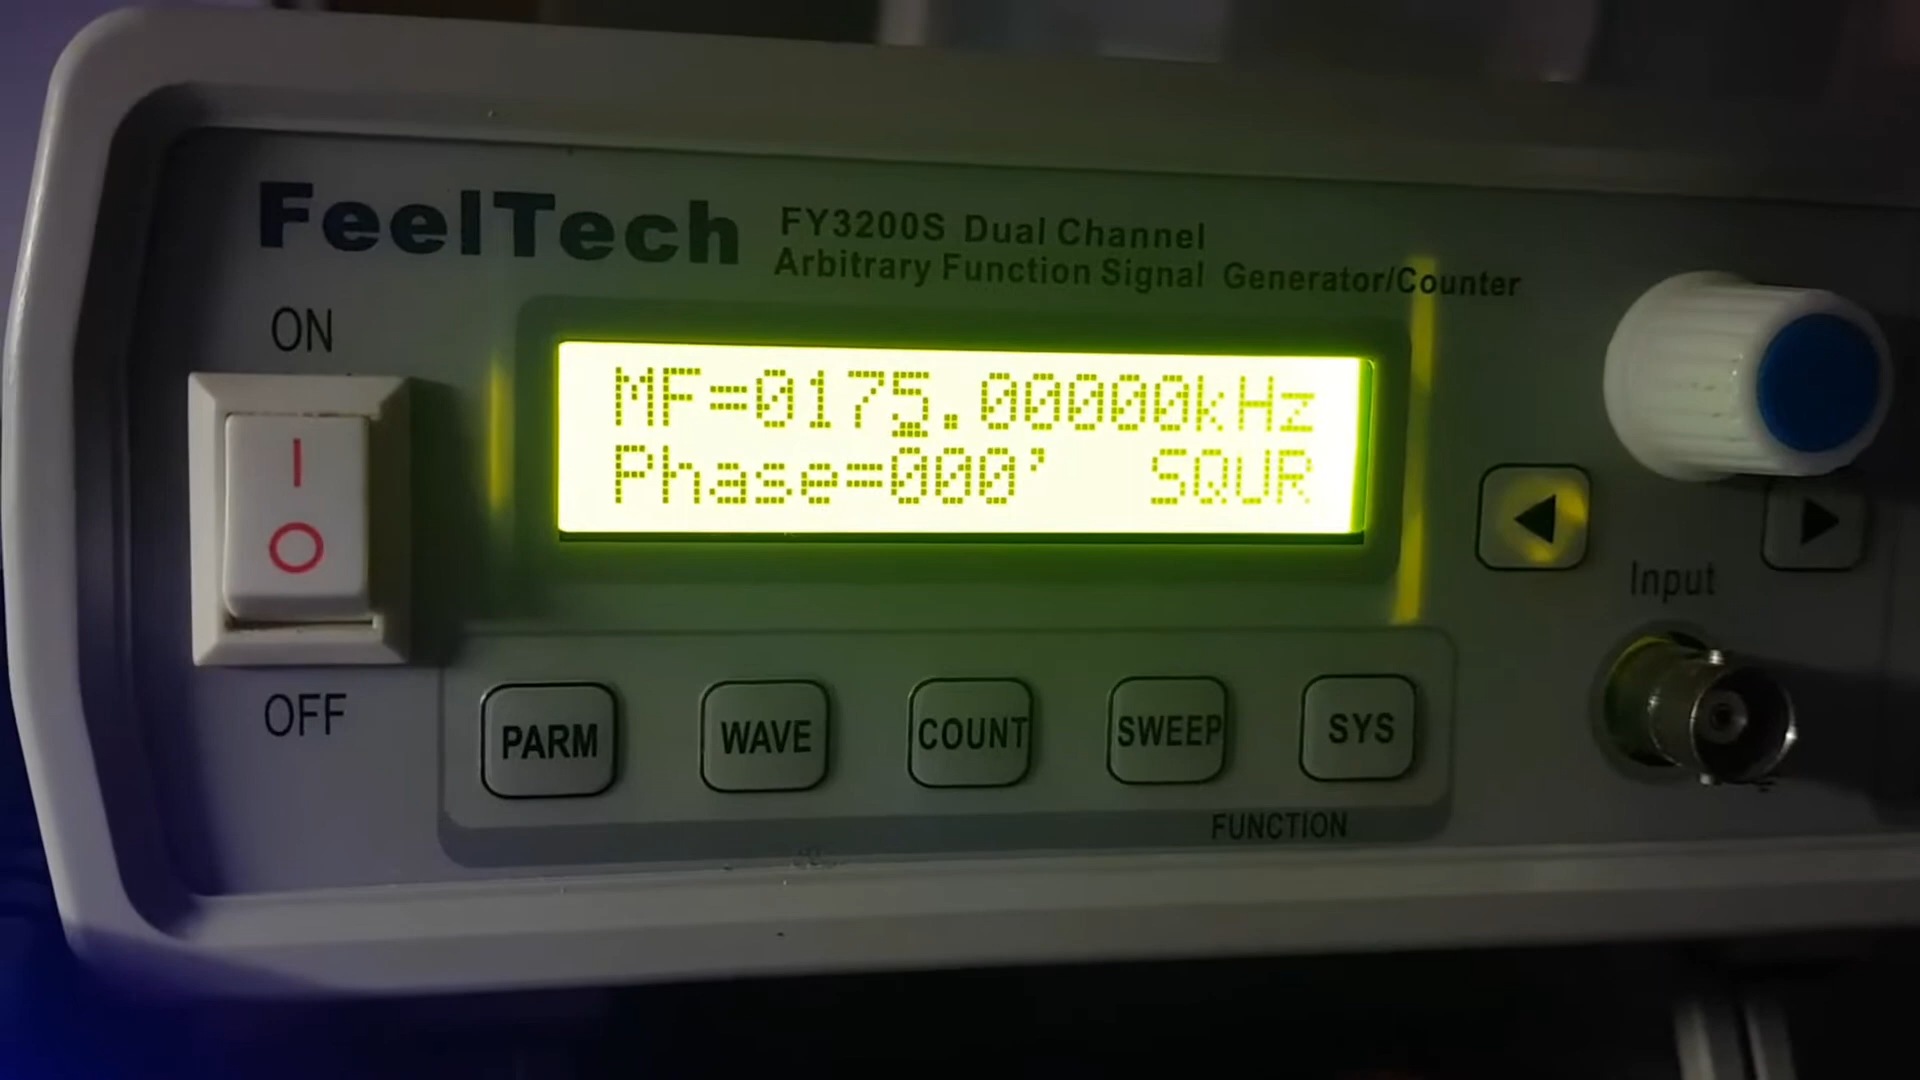 FeelTech
FY3200S Dual Channel
Arbitrary Function Signal Generator/Counter
ON
MF=0175.00000kHz
Phase=000' SQUR
I
O
OFF
Input
PARM
WAVE
COUNT
SWEEP
SYS
FUNCTION